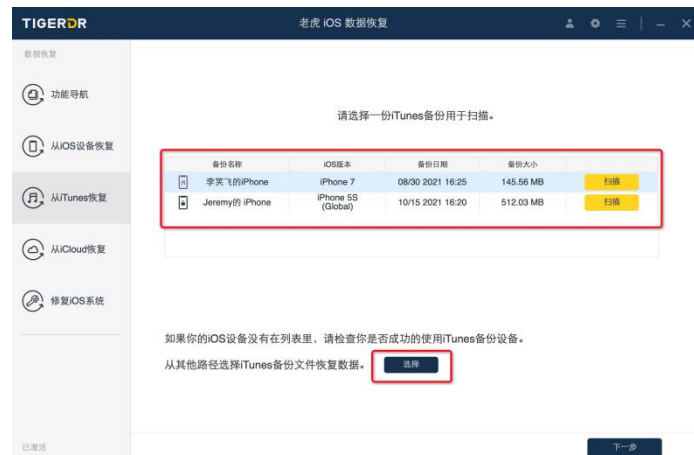 TIGERDR
老虎 iOS 数据恢复
数据恢复
功能导航
从iOS设备恢复
从iTunes恢复
从iCloud恢复
修复iOS系统
已激活
请选择一份iTunes备份用于扫描。
备份名称 iOS版本 备份日期 备份大小
李芙飞的iPhone iPhone 7 08/30 2021 16:25 145.56 MB 扫描
Jeremy的 iPhone iPhone 5S (Global) 10/15 2021 16:20 512.03 MB 扫描
如果你的iOS设备没有在列表里，请检查你是否成功的使用iTunes备份设备。
从其他路径选择iTunes备份文件恢复数据。 选择
下一步